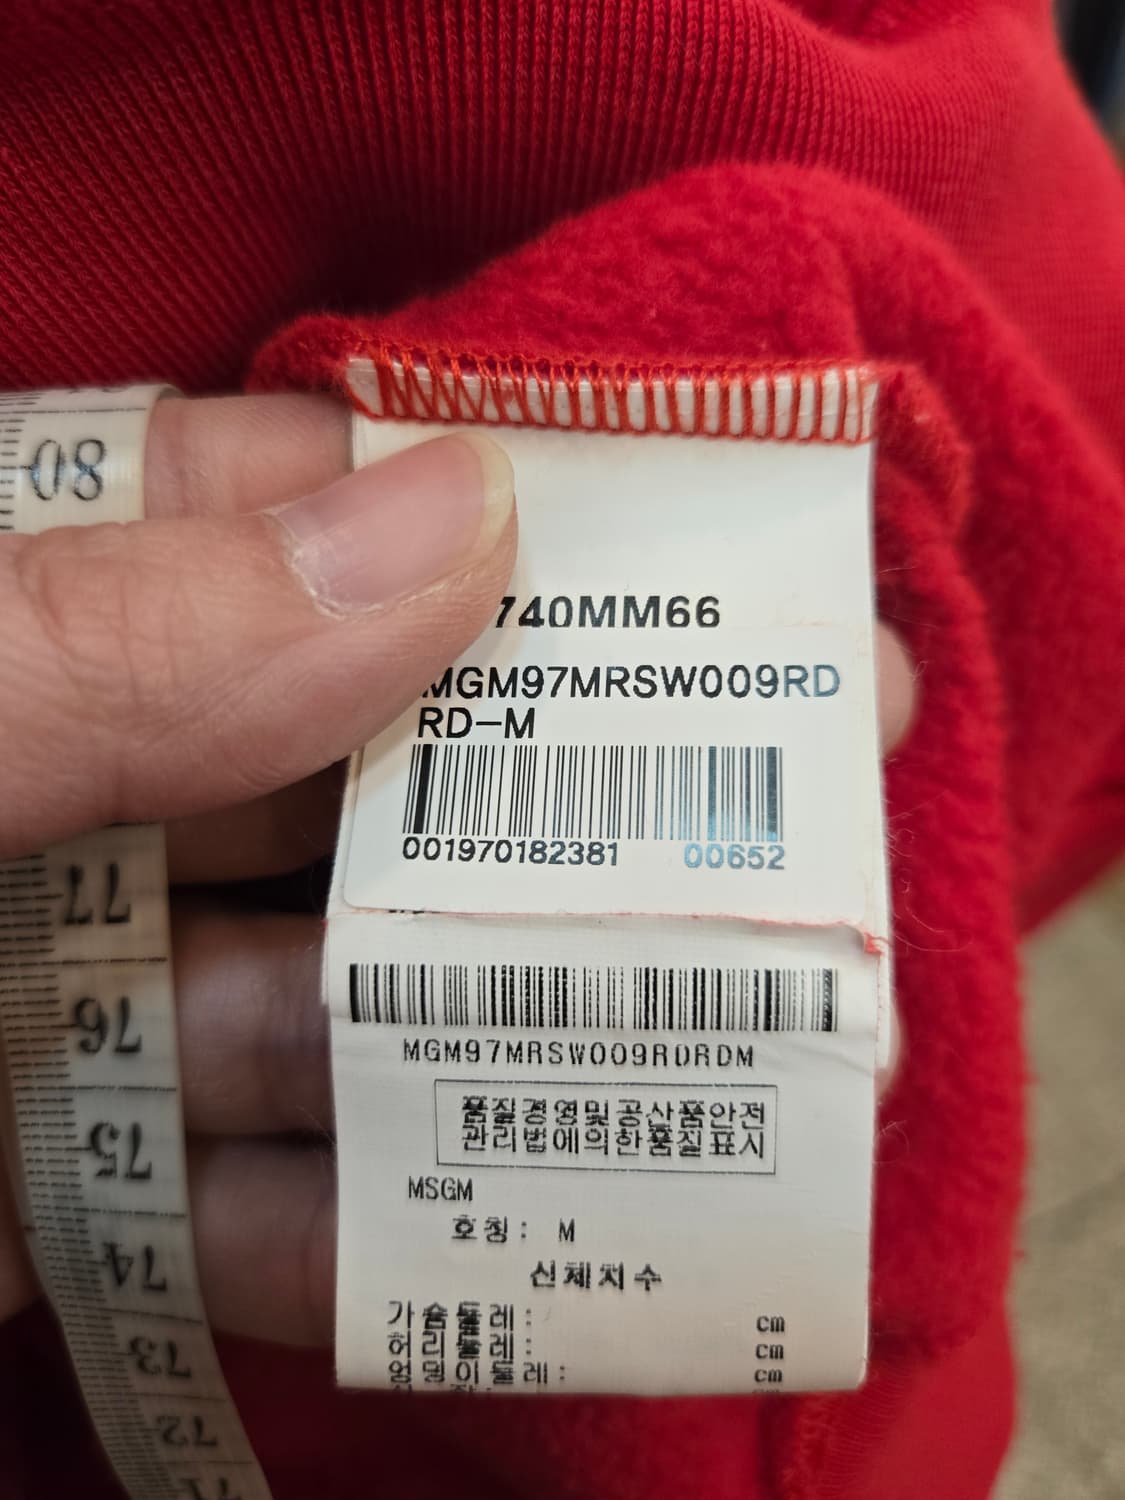 740MM66
MGM97MRSW009RD
RD-M
001970182381 00652
MGM97MRSW009RDRDM
품질경영및공산품안전
관리법에의한품질표시
MSGM
호칭: M
신체치수
가슴둘레: cm
허리둘레: cm
엉덩이둘레: cm
80
77
76
75
74
73
72
71